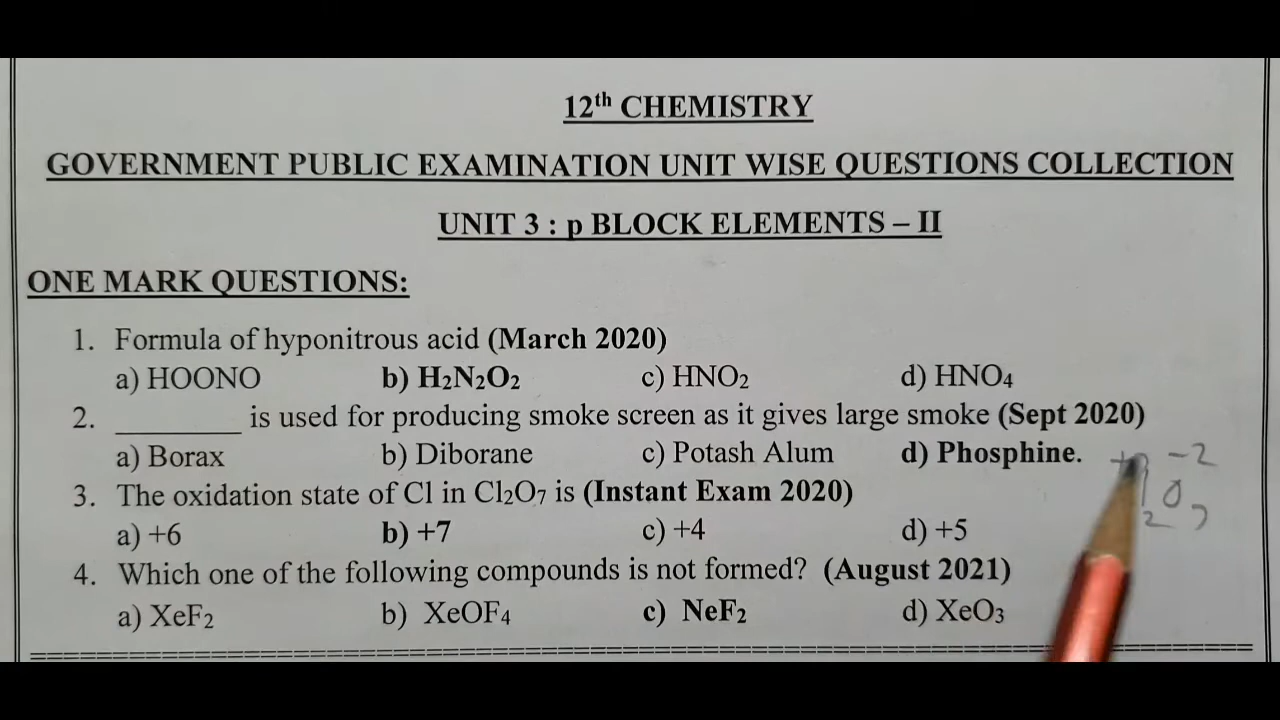 12th CHEMISTRY
GOVERNMENT PUBLIC EXAMINATION UNIT WISE QUESTIONS COLLECTION
UNIT 3 : p BLOCK ELEMENTS – II
ONE MARK QUESTIONS:
1. Formula of hyponitrous acid (March 2020)
a) HOONO b) H₂N₂O₂ c) HNO₂ d) HNO₄
2. ________ is used for producing smoke screen as it gives large smoke (Sept 2020)
a) Borax b) Diborane c) Potash Alum d) Phosphine.
3. The oxidation state of Cl in Cl₂O₇ is (Instant Exam 2020)
a) +6 b) +7 c) +4 d) +5
4. Which one of the following compounds is not formed? (August 2021)
a) XeF₂ b) XeOF₄ c) NeF₂ d) XeO₃
-2
O
2 7